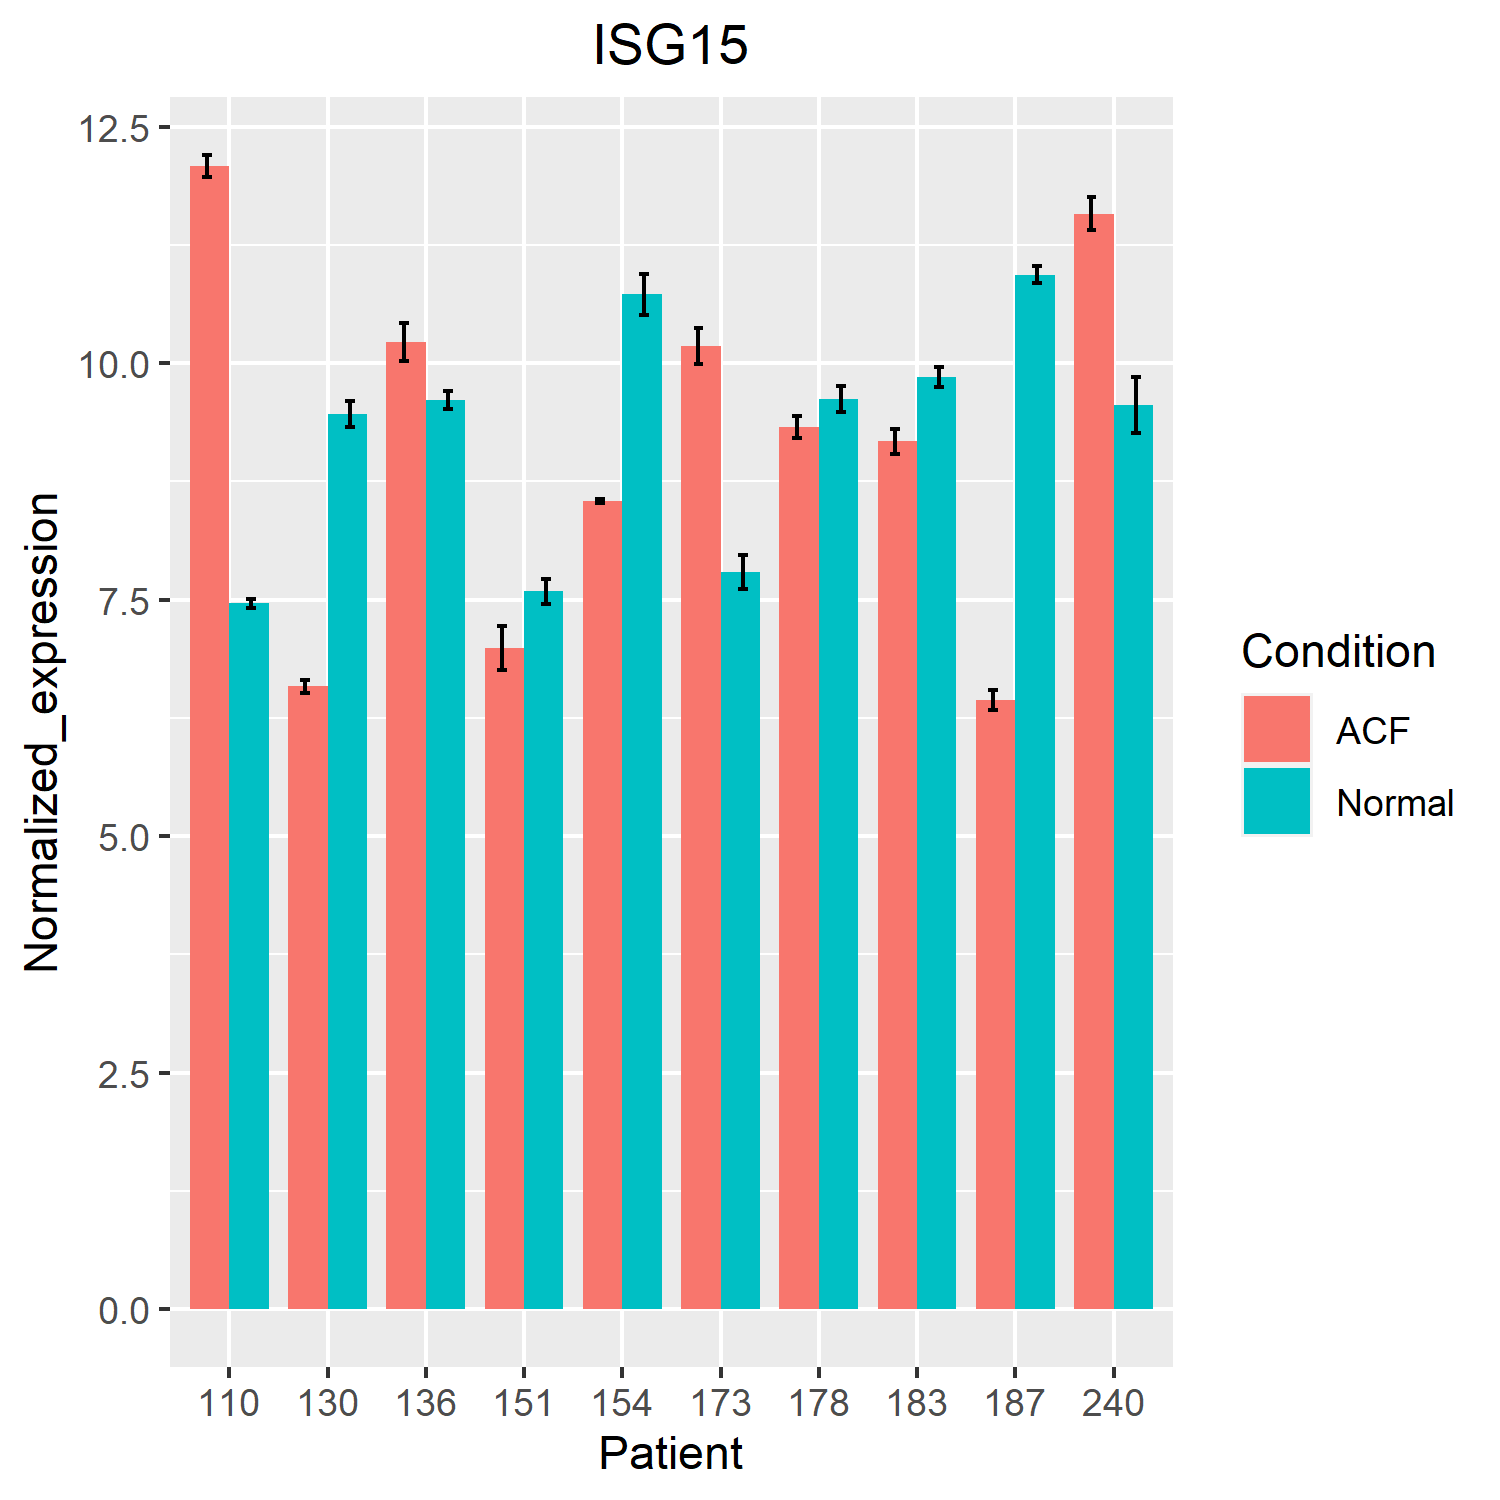 ISG15
12.5
10.0
7.5
5.0
2.5
0.0
Normalized_expression
110 130 136 151 154 173 178 183 187 240
Patient
Condition
ACF
Normal